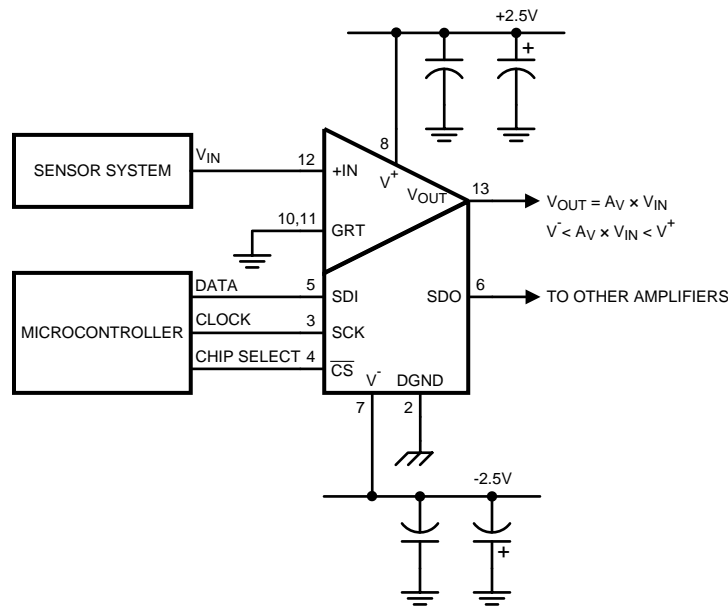 +2.5V
+
8
SENSOR SYSTEM
VIN
12
+IN
V+
VOUT
13
VOUT = AV × VIN
V- < AV × VIN < V+
10,11
GRT
MICROCONTROLLER
DATA
5
SDI
SDO
6
TO OTHER AMPLIFIERS
CLOCK
3
SCK
CHIP SELECT
4
CS
V-
DGND
7
2
-2.5V
+